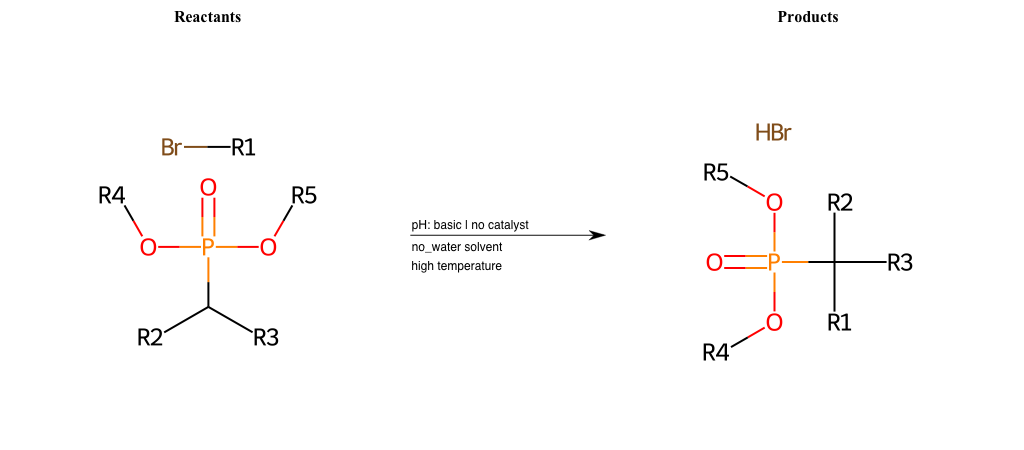 Reactants
Products
Br R1
HBr
R4
O
R5
O P O
R2 R3
pH: basic | no catalyst
no_water solvent
high temperature
R5
O
R2
O P R3
O
R1
R4